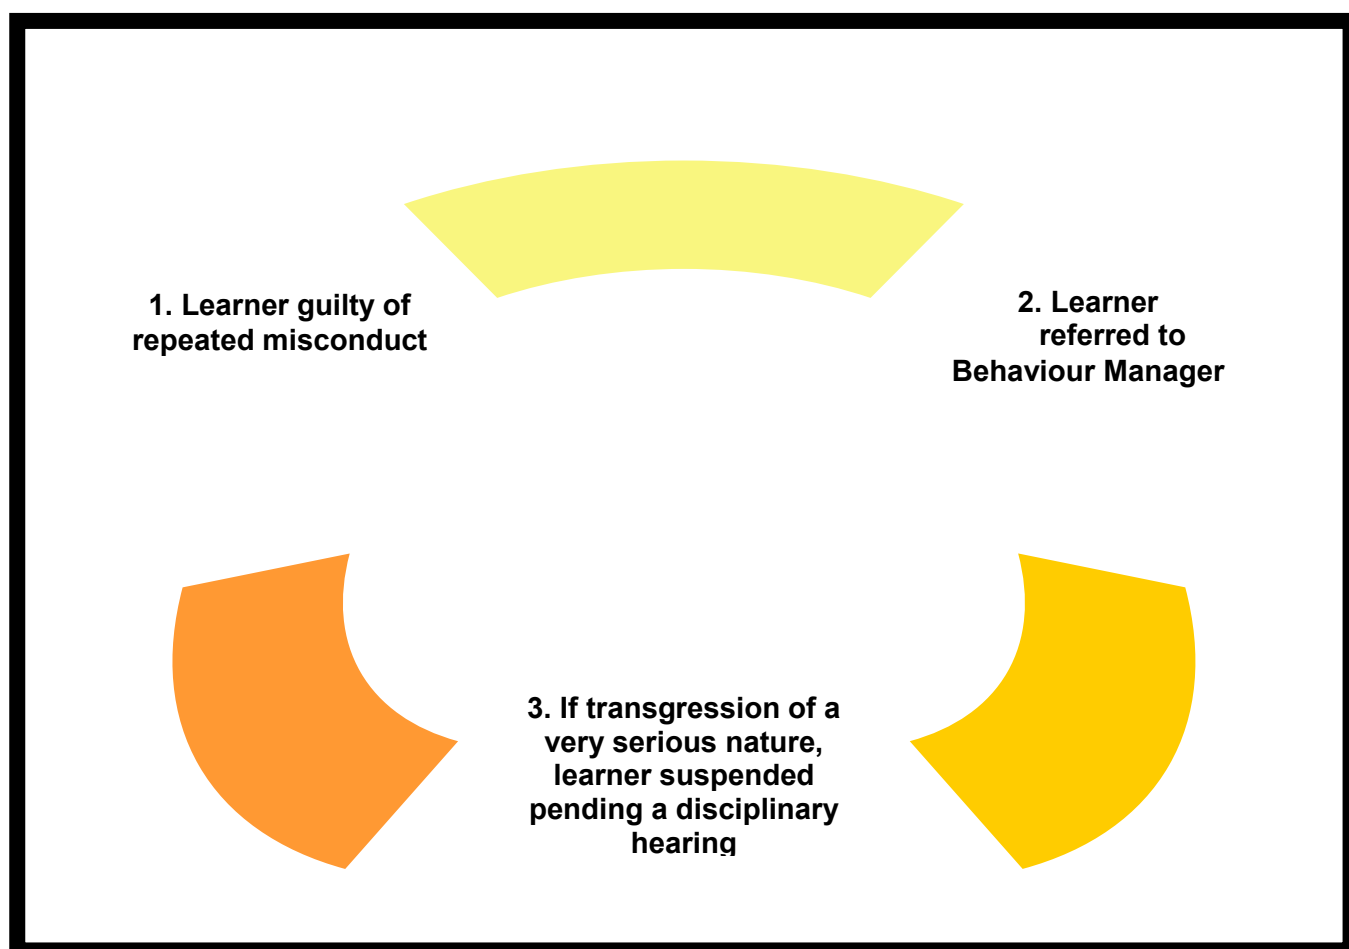 1. Learner guilty of
repeated misconduct
2. Learner
referred to
Behaviour Manager
3. If transgression of a
very serious nature,
learner suspended
pending a disciplinary
hearing